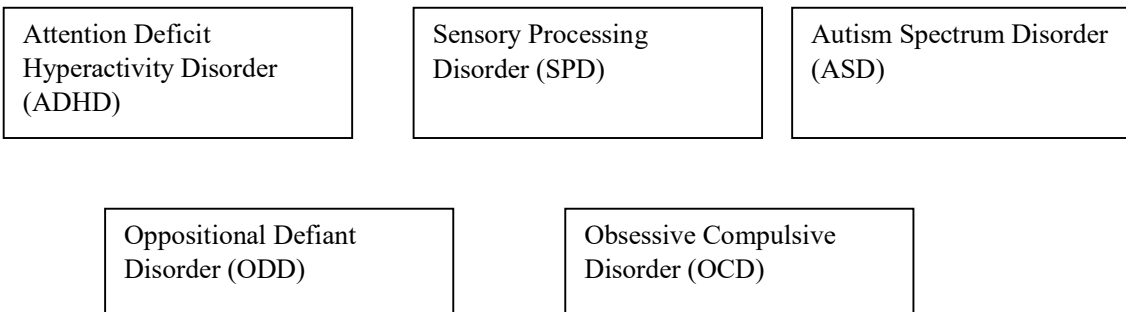 Attention Deficit
Hyperactivity Disorder
(ADHD)
Sensory Processing
Disorder (SPD)
Autism Spectrum Disorder
(ASD)
Oppositional Defiant
Disorder (ODD)
Obsessive Compulsive
Disorder (OCD)